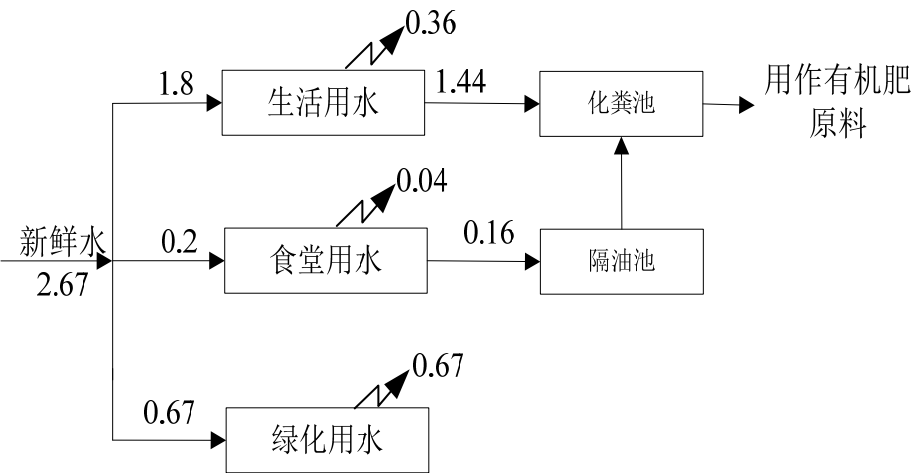 0.36
1.8
生活用水
1.44
化粪池
用作有机肥
原料
0.04
新鲜水
2.67
0.2
食堂用水
0.16
隔油池
0.67
0.67
绿化用水